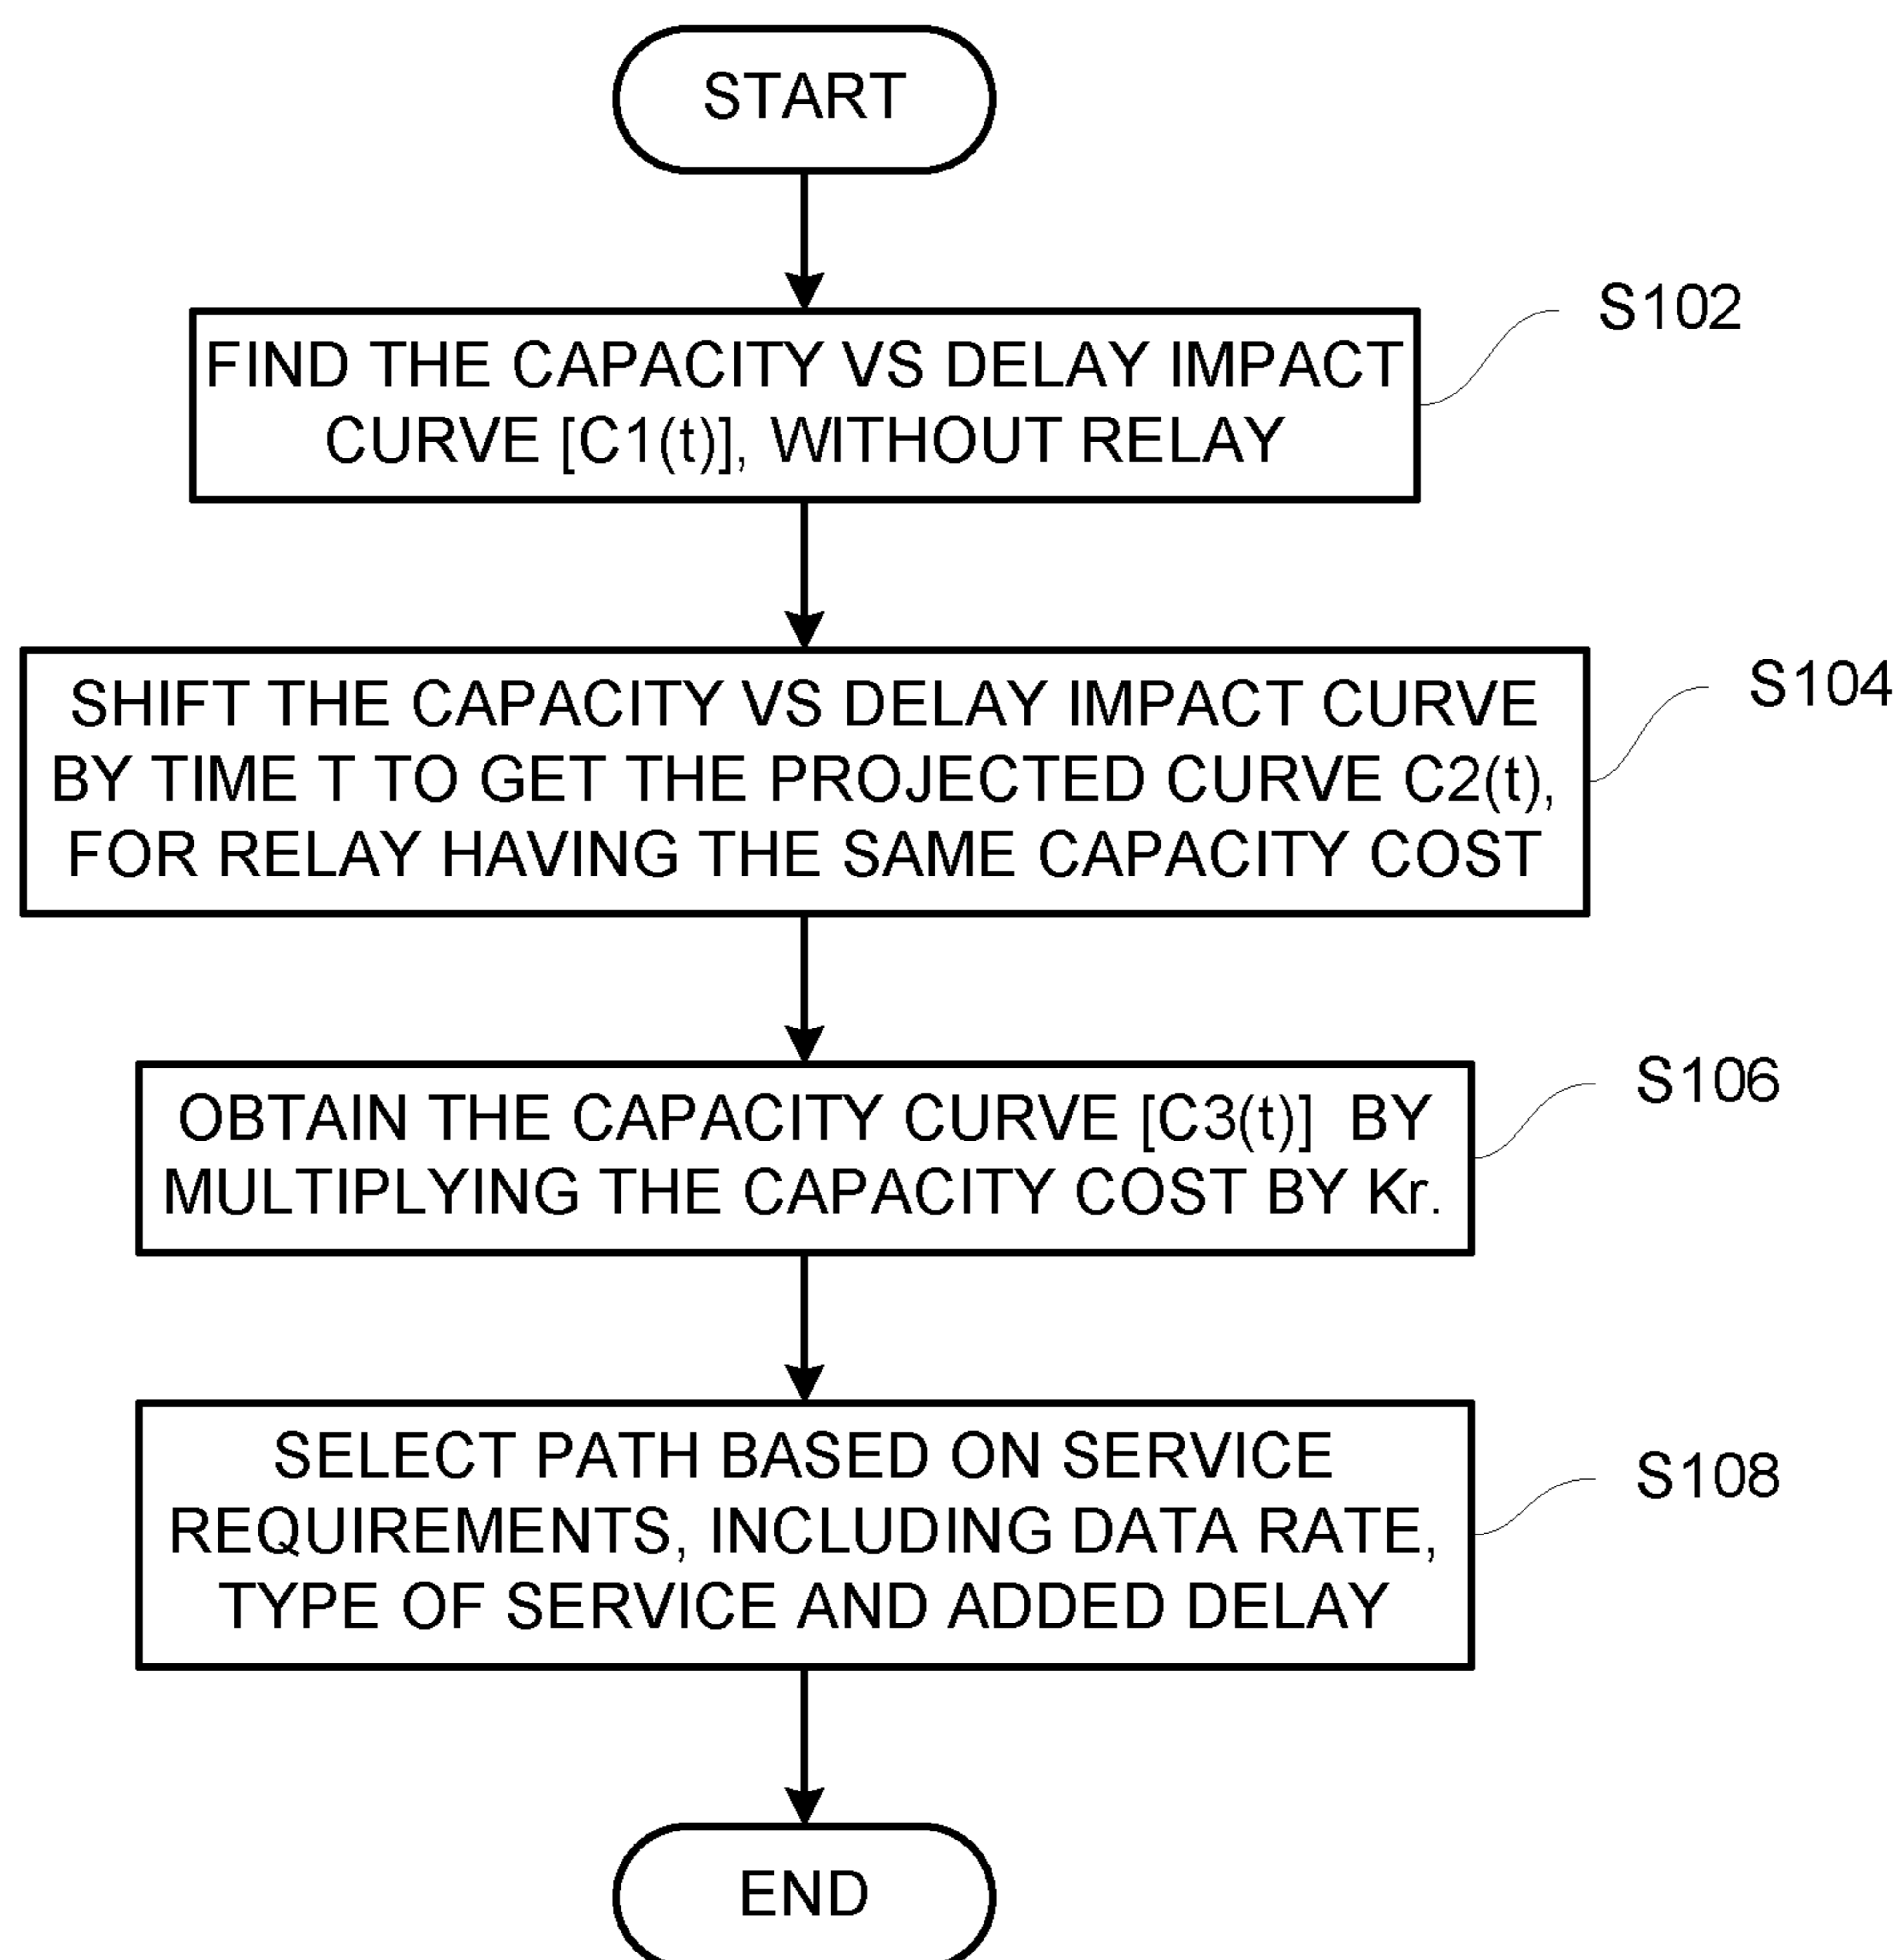 START
S102
FIND THE CAPACITY VS DELAY IMPACT
CURVE [C1(t)], WITHOUT RELAY
S104
SHIFT THE CAPACITY VS DELAY IMPACT CURVE
BY TIME T TO GET THE PROJECTED CURVE C2(t),
FOR RELAY HAVING THE SAME CAPACITY COST
S106
OBTAIN THE CAPACITY CURVE [C3(t)] BY
MULTIPLYING THE CAPACITY COST BY Kr.
S108
SELECT PATH BASED ON SERVICE
REQUIREMENTS, INCLUDING DATA RATE,
TYPE OF SERVICE AND ADDED DELAY
END